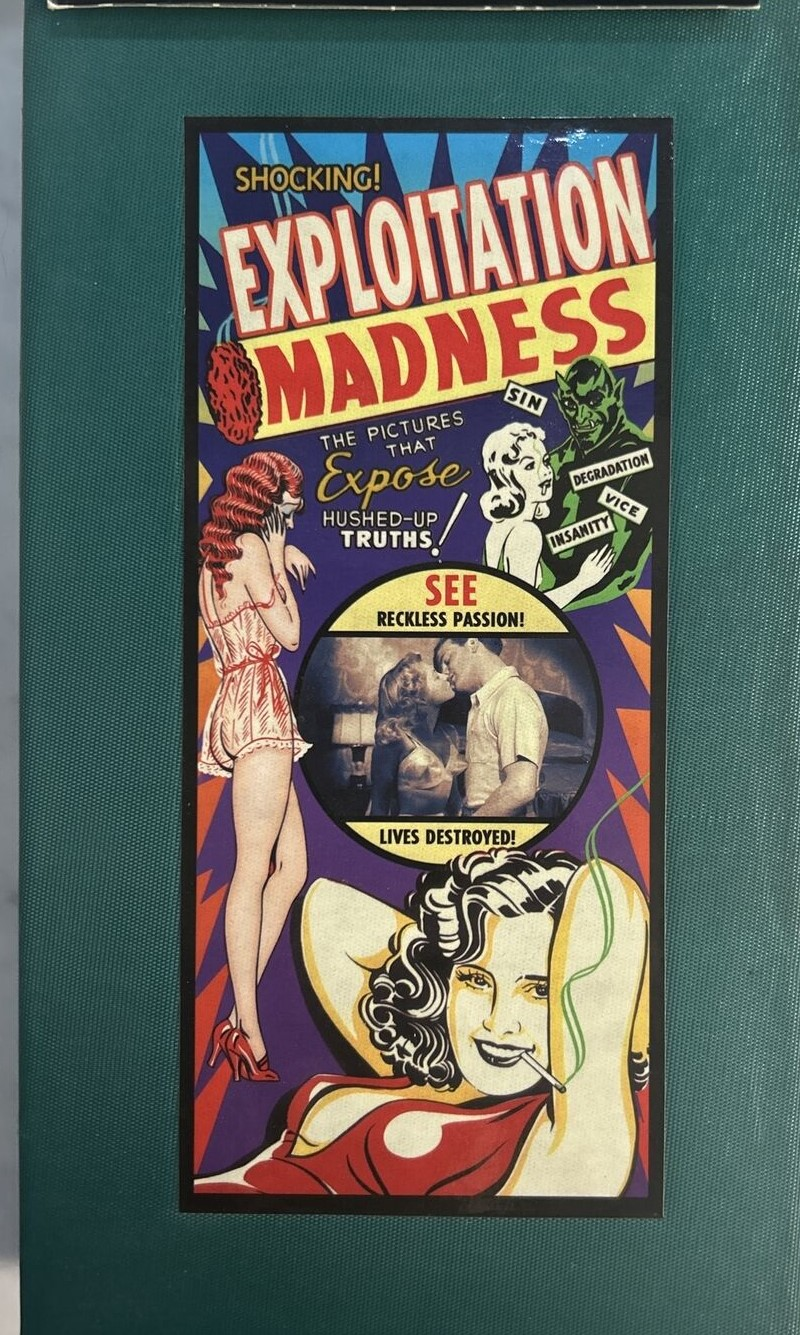 SHOCKING!
EXPLOITATION
MADNESS
THE PICTURES
THAT
Expose
HUSHED-UP
TRUTHS!
SIN
DEGRADATION
VICE
INSANITY
SEE
RECKLESS PASSION!
LIVES DESTROYED!